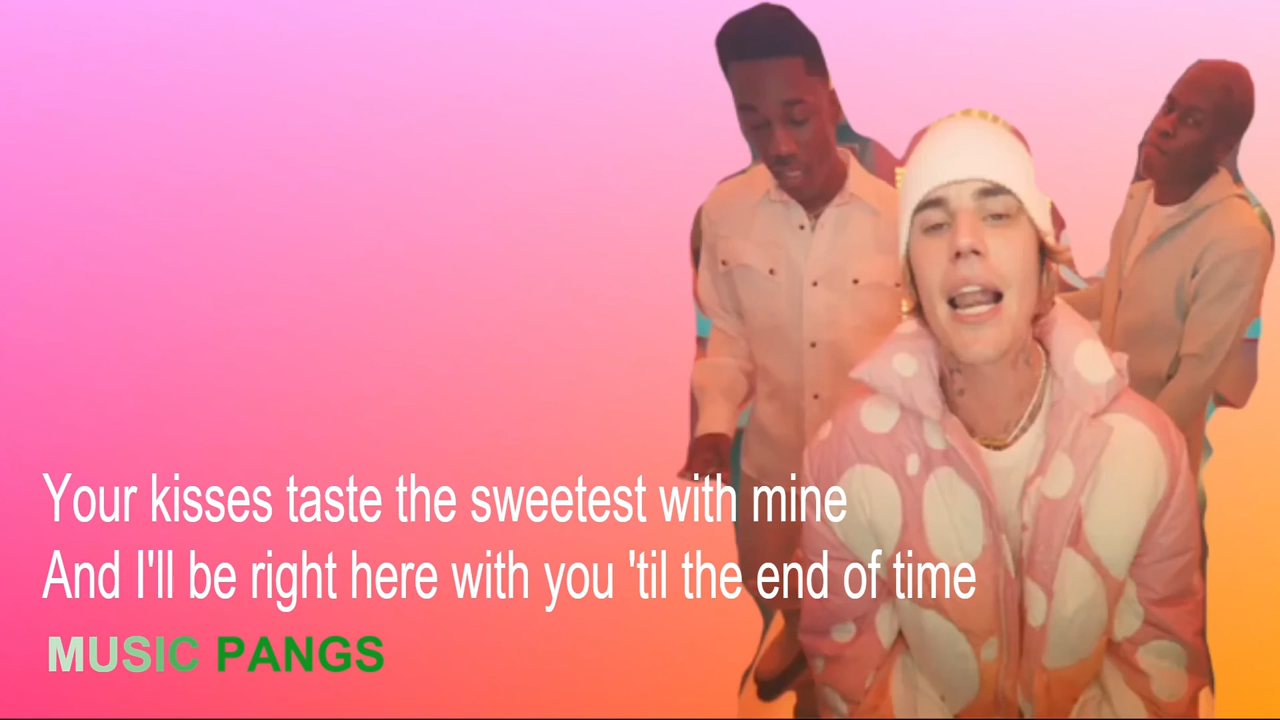 Your kisses taste the sweetest with mine
And I'll be right here with you 'til the end of time
MUSIC PANGS